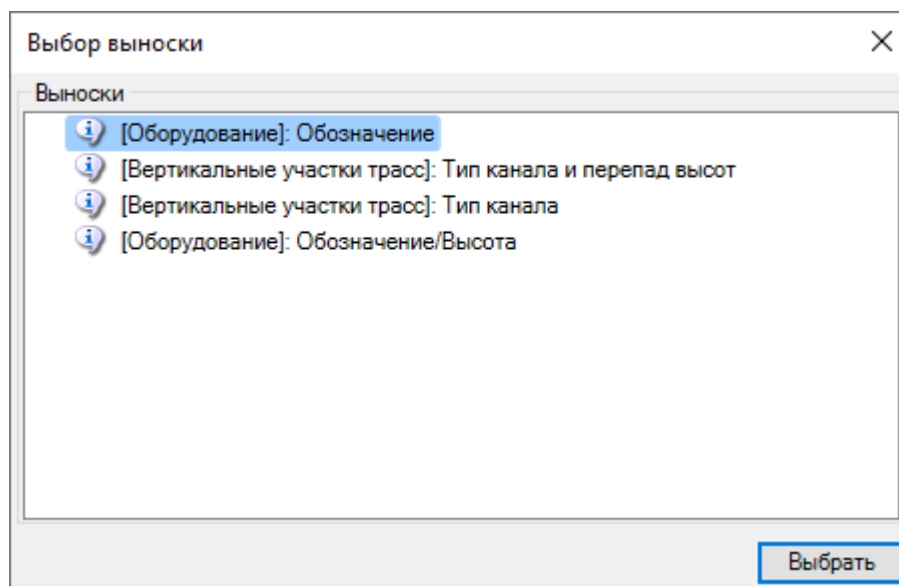 Выбор выноски
Выноски
[Оборудование]: Обозначение
[Вертикальные участки трасс]: Тип канала и перепад высот
[Вертикальные участки трасс]: Тип канала
[Оборудование]: Обозначение/Высота
Выбрать